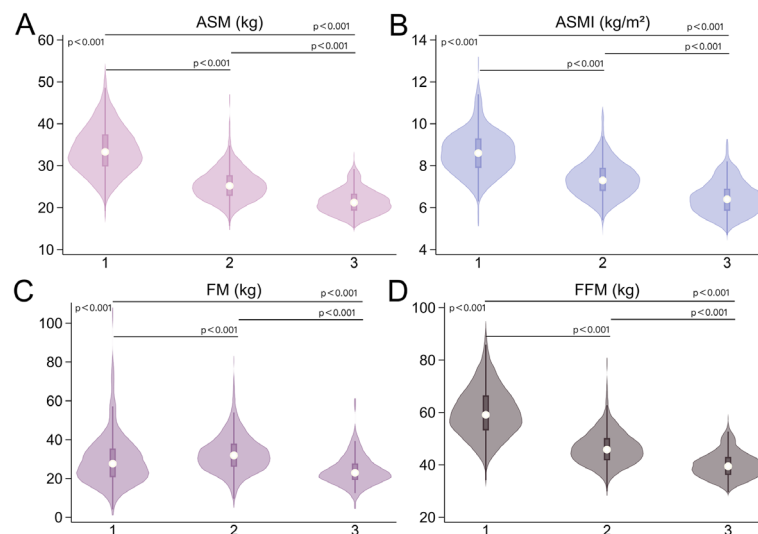 A
ASM (kg)
p<0.001
p<0.001
p<0.001
p<0.001
60
50
40
30
20
10
1 2 3
B
ASMI (kg/m²)
p<0.001
p<0.001
p<0.001
p<0.001
14
12
10
8
6
4
1 2 3
C
FM (kg)
p<0.001
p<0.001
p<0.001
p<0.001
100
80
60
40
20
0
1 2 3
D
FFM (kg)
p<0.001
p<0.001
p<0.001
p<0.001
100
80
60
40
20
1 2 3